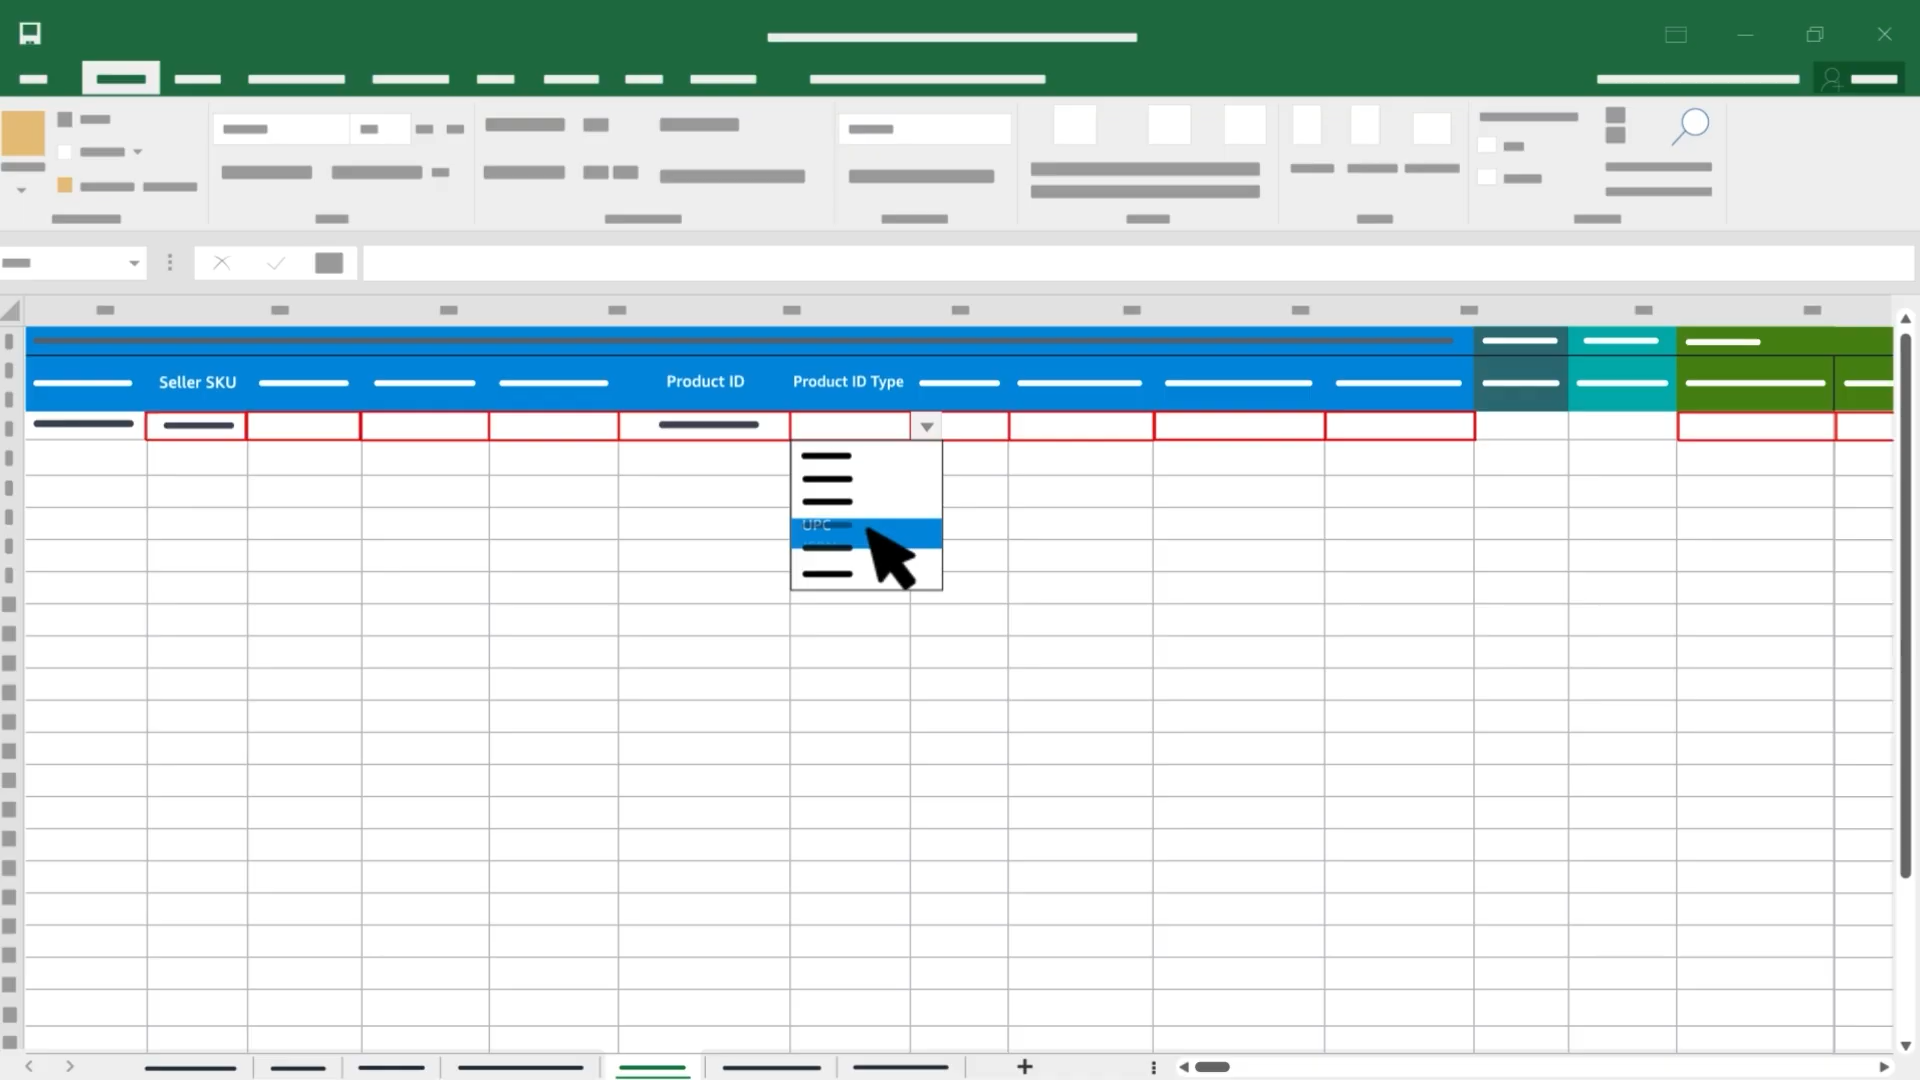 Seller SKU
Product ID
Product ID Type
UPC